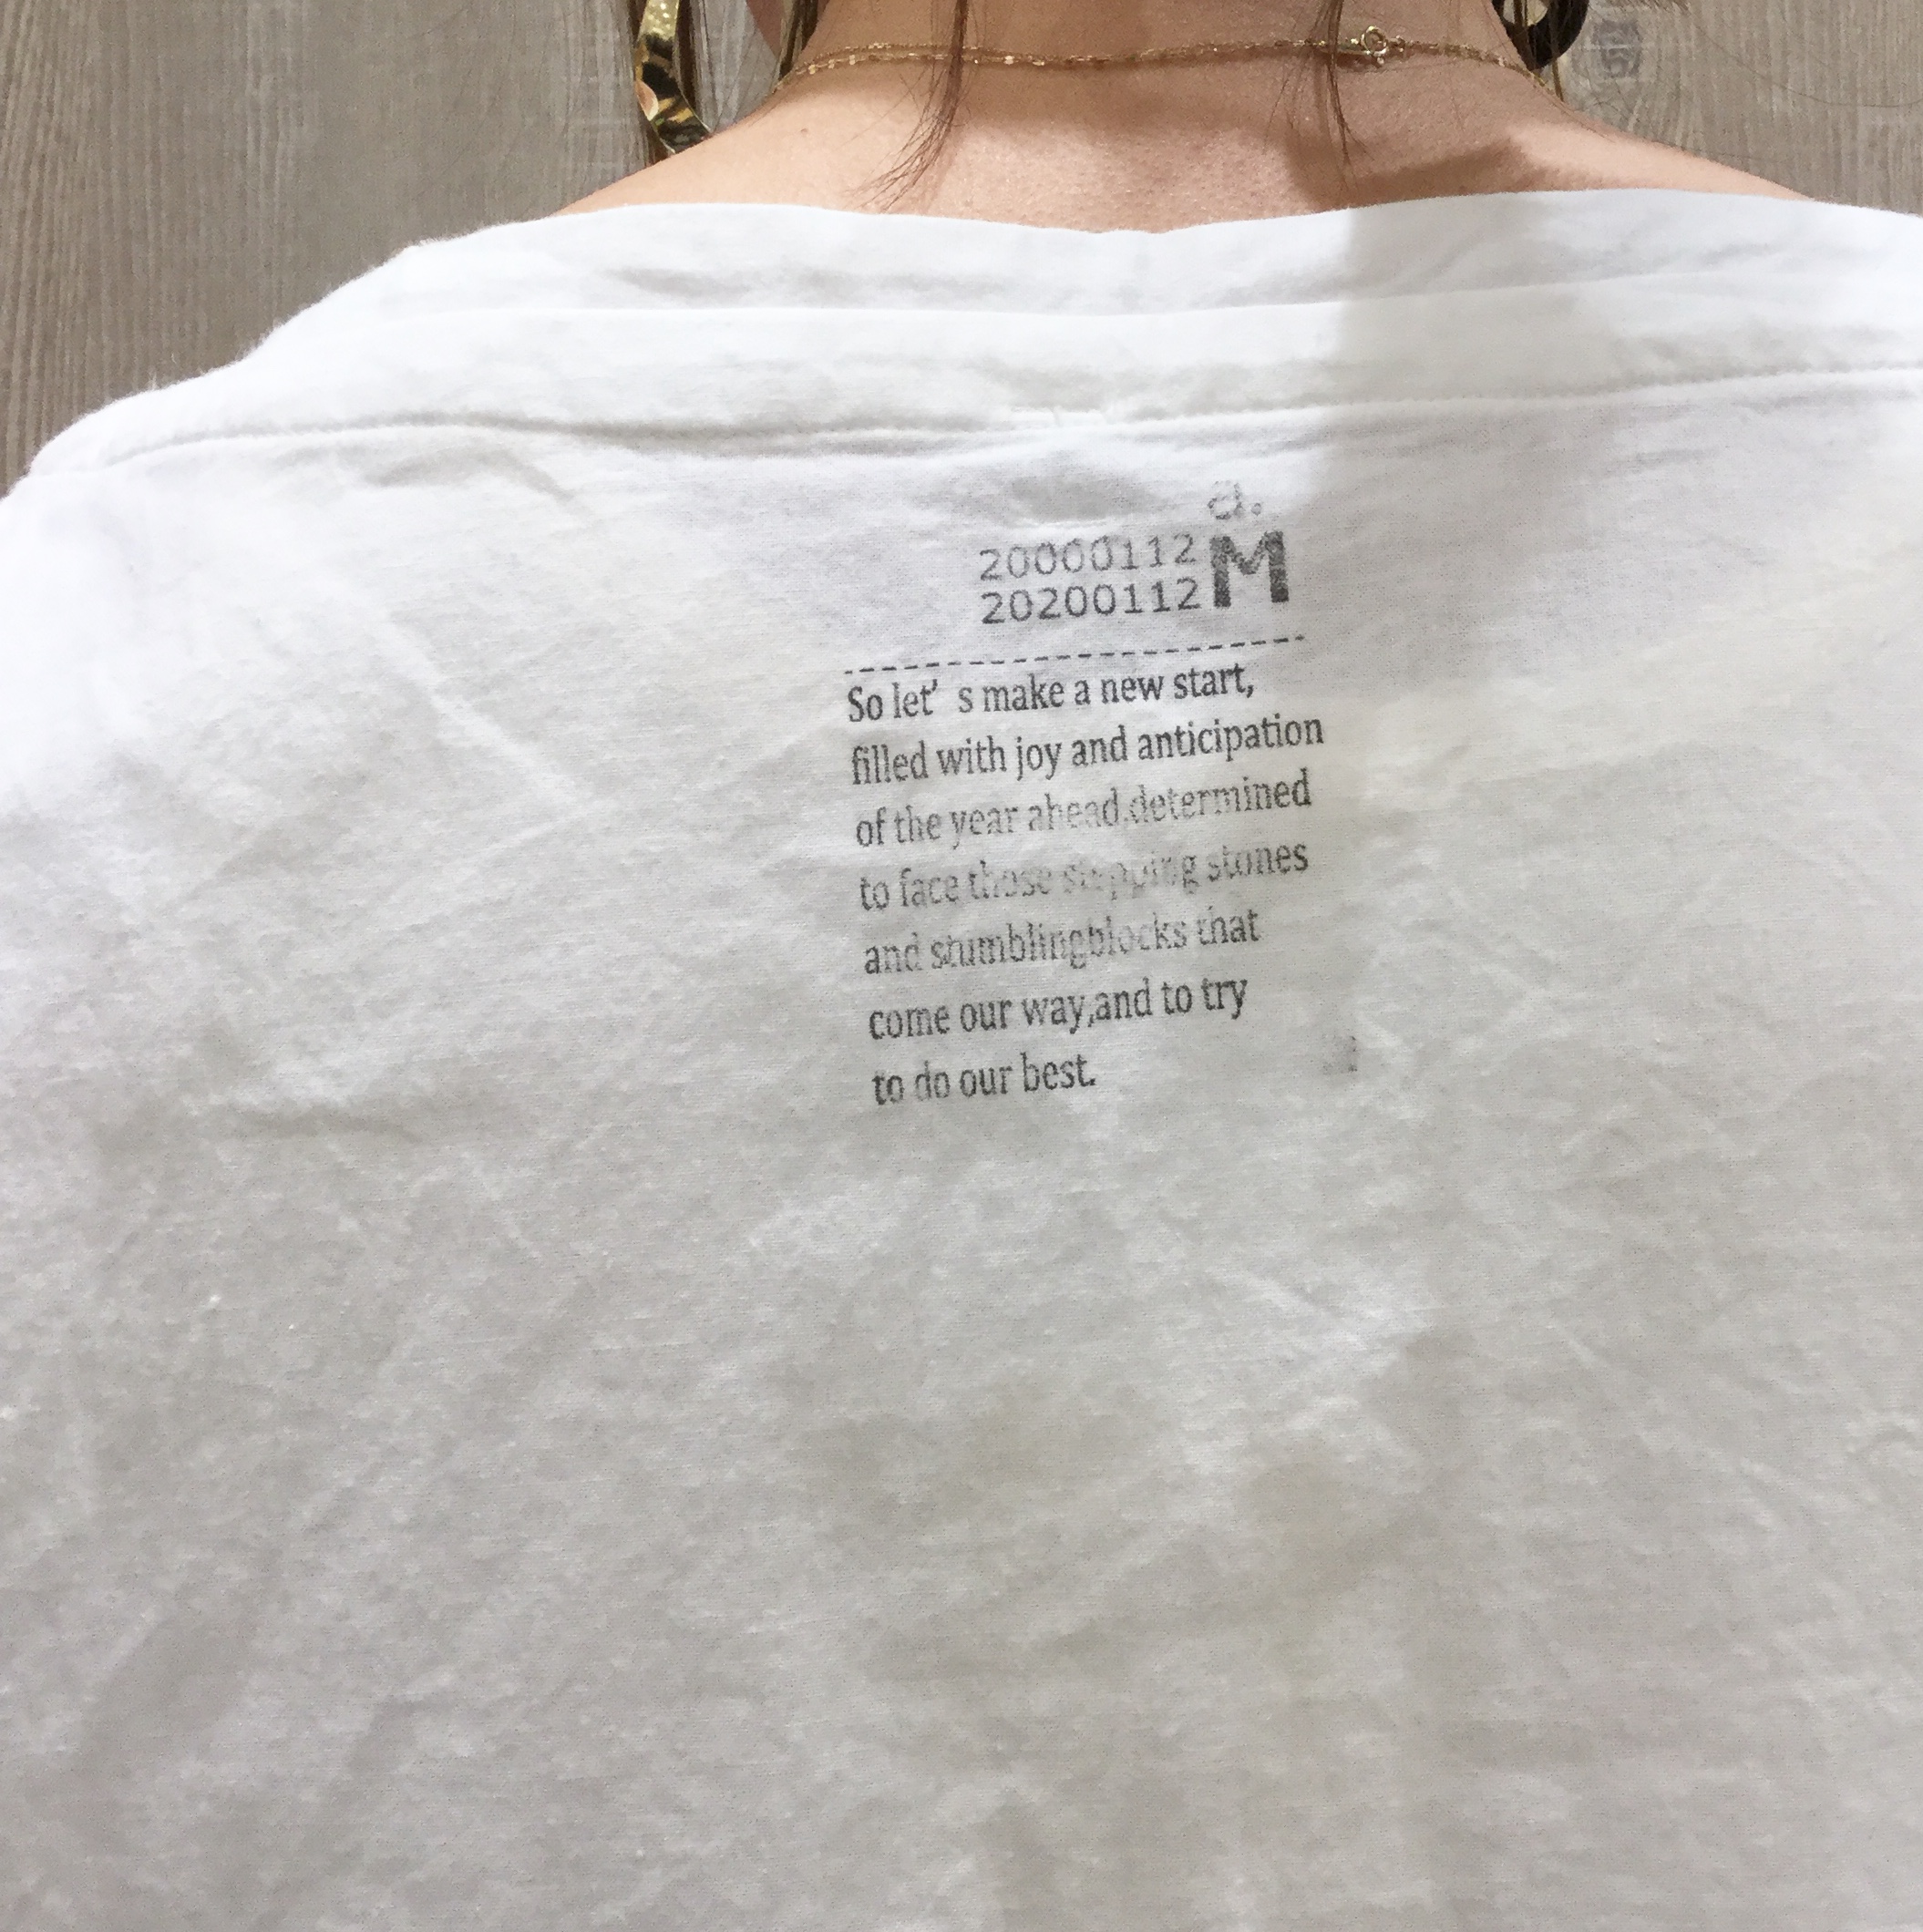 a.
20000112 M
20200112
So let’ s make a new start,
filled with joy and anticipation
of the year ahead.determined
to face those stepping stones
and stumblingblocks that
come our way,and to try
to do our best.